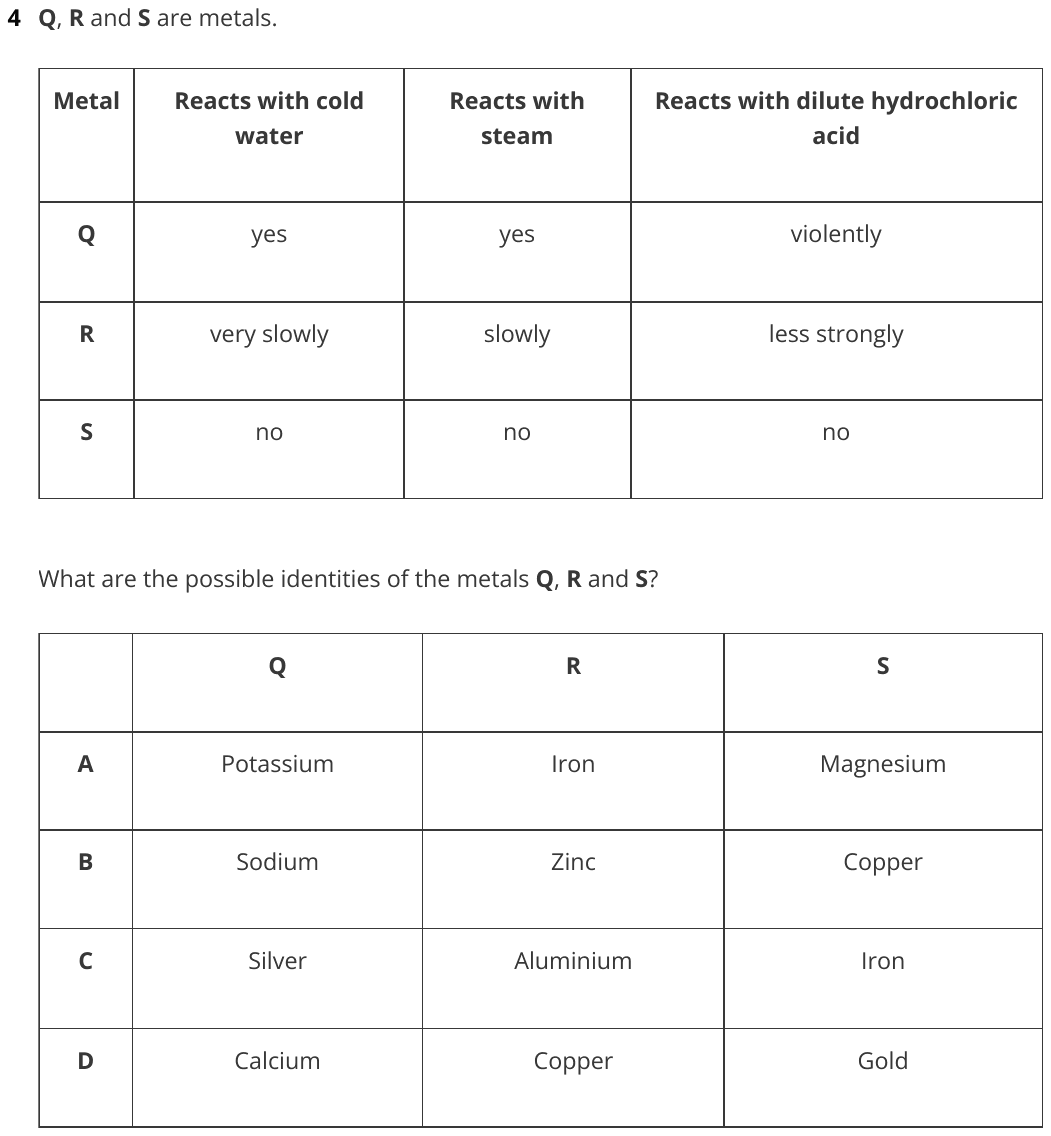 4 Q, R and S are metals.
Metal Reacts with cold water Reacts with steam Reacts with dilute hydrochloric acid
Q yes yes violently
R very slowly slowly less strongly
S no no no
What are the possible identities of the metals Q, R and S?
Q R S
A Potassium Iron Magnesium
B Sodium Zinc Copper
C Silver Aluminium Iron
D Calcium Copper Gold